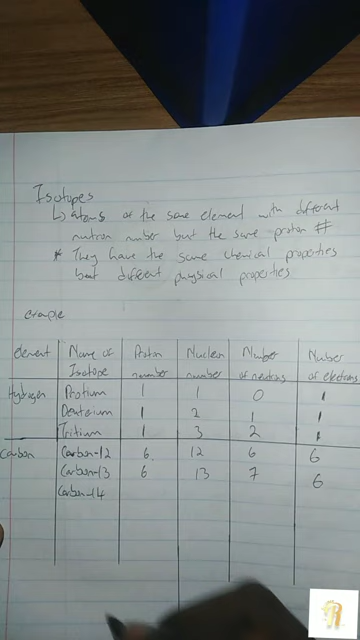 Isotopes
↳ atoms of the same element with different
neutron number but the same proton #
* They have the same chemical properties
but different physical properties
Element Name of Isotope Proton number Nucleon number Number of neutrons Number of electrons
Hydrogen Protium 1 1 0 1
Deuterium 1 2 1 1
Tritium 1 3 2 1
Carbon Carbon-12 6 12 6 6
Carbon-13 6 13 7 6
Carbon-14